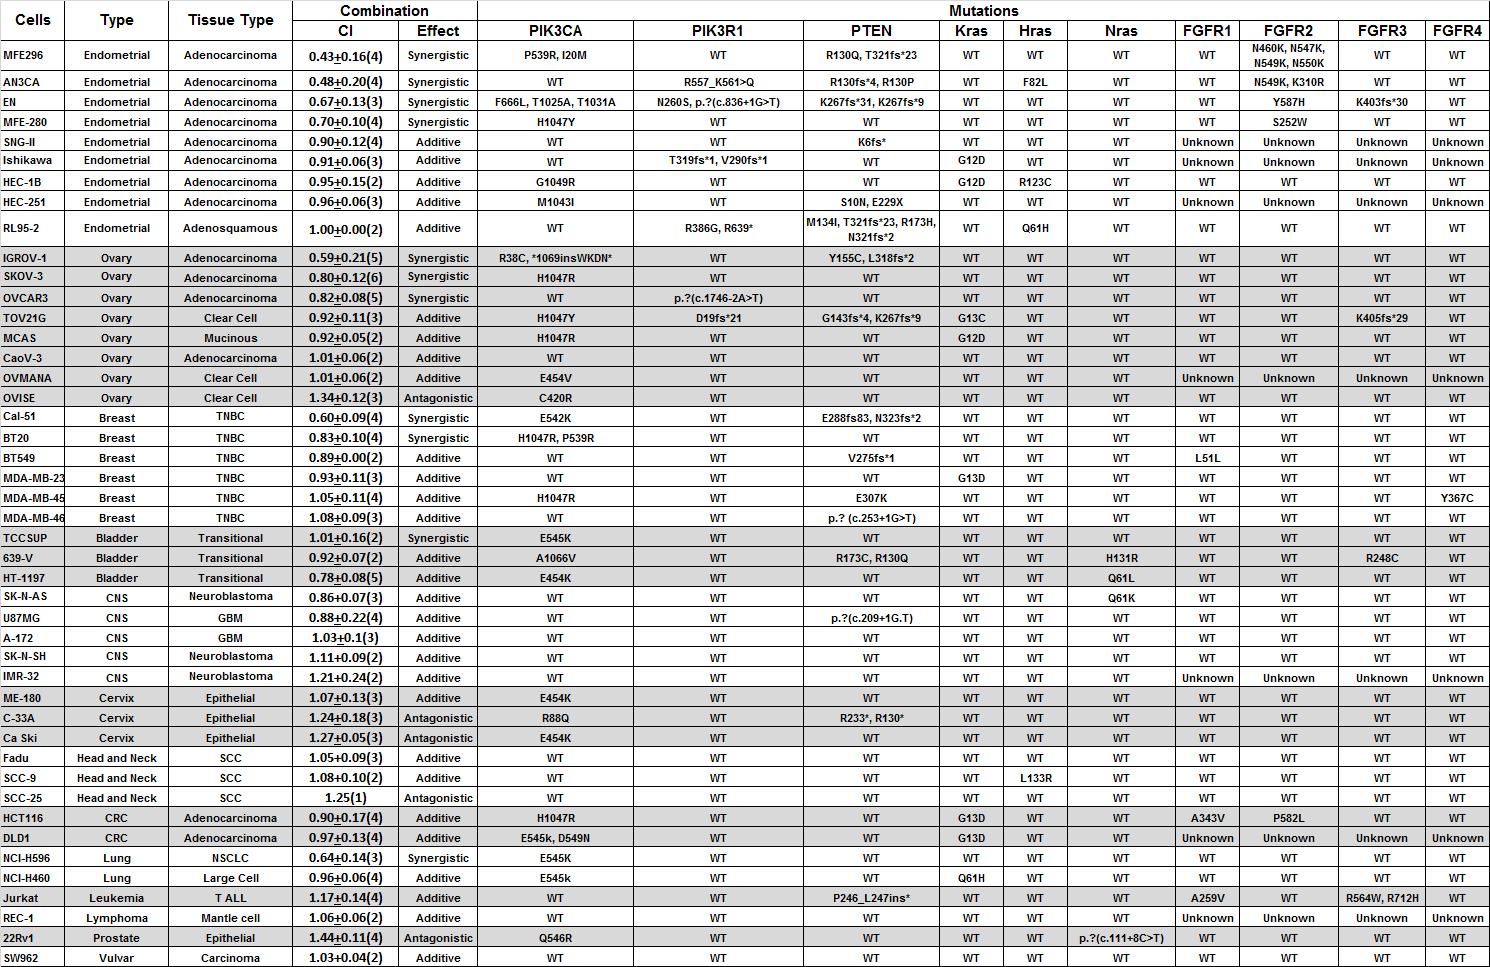 Cells Type Tissue Type Combination Mutations
CI Effect PIK3CA PIK3R1 PTEN Kras Hras Nras FGFR1 FGFR2 FGFR3 FGFR4
MFE296 Endometrial Adenocarcinoma 0.43±0.16(4) Synergistic P539R, I20M WT R130Q, T321fs*23 WT WT WT WT N460K, N547K, WT WT
N549K, N550K
AN3CA Endometrial Adenocarcinoma 0.48±0.20(4) Synergistic WT R557_K561>Q R130fs*4, R130P WT F82L WT WT N549K, K310R WT WT
EN Endometrial Adenocarcinoma 0.67±0.13(3) Synergistic F666L, T1025A, T1031A N260S, p.?(c.836+1G>T) K267fs*31, K267fs*9 WT WT WT WT Y587H K403fs*30 WT
MFE-280 Endometrial Adenocarcinoma 0.70±0.10(4) Synergistic H1047Y WT WT WT WT WT WT S252W WT WT
SNG-II Endometrial Adenocarcinoma 0.90±0.12(4) Additive WT WT K6fs* WT WT WT Unknown Unknown Unknown Unknown
Ishikawa Endometrial Adenocarcinoma 0.91±0.06(3) Additive WT T319fs*1, V290fs*1 WT G12D WT WT Unknown Unknown Unknown Unknown
HEC-1B Endometrial Adenocarcinoma 0.95±0.15(2) Additive G1049R WT WT G12D R123C WT WT WT WT WT
HEC-251 Endometrial Adenocarcinoma 0.96±0.06(3) Additive M1043I WT S10N, E229X WT WT WT Unknown Unknown Unknown Unknown
RL95-2 Endometrial Adenosquamous 1.00±0.00(2) Additive WT R386G, R639* M134I, T321fs*23, R173H, WT Q61H WT WT WT WT WT
N321fs*2
IGROV-1 Ovary Adenocarcinoma 0.59±0.21(5) Synergistic R38C, *1069insWKDN* WT Y155C, L318fs*2 WT WT WT WT WT WT WT
SKOV-3 Ovary Adenocarcinoma 0.80±0.12(6) Synergistic H1047R WT WT WT WT WT WT WT WT WT
OVCAR3 Ovary Adenocarcinoma 0.82±0.08(5) Synergistic WT p.?(c.1746-2A>T) WT WT WT WT WT WT WT WT
TOV21G Ovary Clear Cell 0.92±0.11(3) Additive H1047Y D19fs*21 G143fs*4, K267fs*9 G13C WT WT WT WT K405fs*29 WT
MCAS Ovary Mucinous 0.92±0.05(2) Additive H1047R WT WT G12D WT WT WT WT WT WT
CaoV-3 Ovary Adenocarcinoma 1.01±0.06(2) Additive WT WT WT WT WT WT WT WT WT WT
OVMANA Ovary Clear Cell 1.01±0.06(2) Additive E454V WT WT WT WT WT Unknown Unknown Unknown Unknown
OVISE Ovary Clear Cell 1.34±0.12(3) Antagonistic C420R WT WT WT WT WT WT WT WT WT
Cal-51 Breast TNBC 0.60±0.09(4) Synergistic E542K WT E288fs83, N323fs*2 WT WT WT WT WT WT WT
BT20 Breast TNBC 0.83±0.10(4) Synergistic H1047R, P539R WT WT WT WT WT WT WT WT WT
BT549 Breast TNBC 0.89±0.00(2) Additive WT WT V275fs*1 WT WT WT L51L WT WT WT
MDA-MB-23 Breast TNBC 0.93±0.11(3) Additive WT WT WT G13D WT WT WT WT WT WT
MDA-MB-45 Breast TNBC 1.05±0.11(4) Additive H1047R WT E307K WT WT WT WT WT WT Y367C
MDA-MB-46 Breast TNBC 1.08±0.09(3) Additive WT WT p.? (c.253+1G>T) WT WT WT WT WT WT WT
TCCSUP Bladder Transitional 1.01±0.16(2) Synergistic E545K WT WT WT WT WT WT WT WT WT
639-V Bladder Transitional 0.92±0.07(2) Additive A1066V WT R173C, R130Q WT WT H131R WT WT R248C WT
HT-1197 Bladder Transitional 0.78±0.08(5) Additive E454K WT WT WT WT Q61L WT WT WT WT
SK-N-AS CNS Neuroblastoma 0.86±0.07(3) Additive WT WT WT WT WT Q61K WT WT WT WT
U87MG CNS GBM 0.88±0.22(4) Additive WT WT p.?(c.209+1G.T) WT WT WT WT WT WT WT
A-172 CNS GBM 1.03±0.1(3) Additive WT WT WT WT WT WT WT WT WT WT
SK-N-SH CNS Neuroblastoma 1.11±0.09(2) Additive WT WT WT WT WT WT WT WT WT WT
IMR-32 CNS Neuroblastoma 1.21±0.24(2) Additive WT WT WT WT WT WT Unknown Unknown Unknown Unknown
ME-180 Cervix Epithelial 1.07±0.13(3) Additive E454K WT WT WT WT WT WT WT WT WT
C-33A Cervix Epithelial 1.24±0.18(3) Antagonistic R88Q WT R233*, R130* WT WT WT WT WT WT WT
Ca Ski Cervix Epithelial 1.27±0.05(3) Antagonistic E454K WT WT WT WT WT WT WT WT WT
Fadu Head and Neck SCC 1.05±0.09(3) Additive WT WT WT WT WT WT WT WT WT WT
SCC-9 Head and Neck SCC 1.08±0.10(2) Additive WT WT WT WT L133R WT WT WT WT WT
SCC-25 Head and Neck SCC 1.25(1) Antagonistic WT WT WT WT WT WT WT WT WT WT
HCT116 CRC Adenocarcinoma 0.90±0.17(4) Additive H1047R WT WT G13D WT WT A343V P582L WT WT
DLD1 CRC Adenocarcinoma 0.97±0.13(4) Additive E545k, D549N WT WT G13D WT WT Unknown Unknown Unknown Unknown
NCI-H596 Lung NSCLC 0.64±0.14(3) Synergistic E545K WT WT WT WT WT WT WT WT WT
NCI-H460 Lung Large Cell 0.96±0.06(4) Additive E545k WT WT Q61H WT WT WT WT WT WT
Jurkat Leukemia T ALL 1.17±0.14(4) Additive WT WT P246_L247ins* WT WT WT A259V WT R564W, R712H WT
REC-1 Lymphoma Mantle cell 1.06±0.06(2) Additive WT WT WT WT WT WT Unknown Unknown Unknown Unknown
22Rv1 Prostate Epithelial 1.44±0.11(4) Antagonistic Q546R WT WT WT WT p.?(c.111+8C>T) WT WT WT WT
SW962 Vulvar Carcinoma 1.03±0.04(2) Additive WT WT WT WT WT WT WT WT WT WT